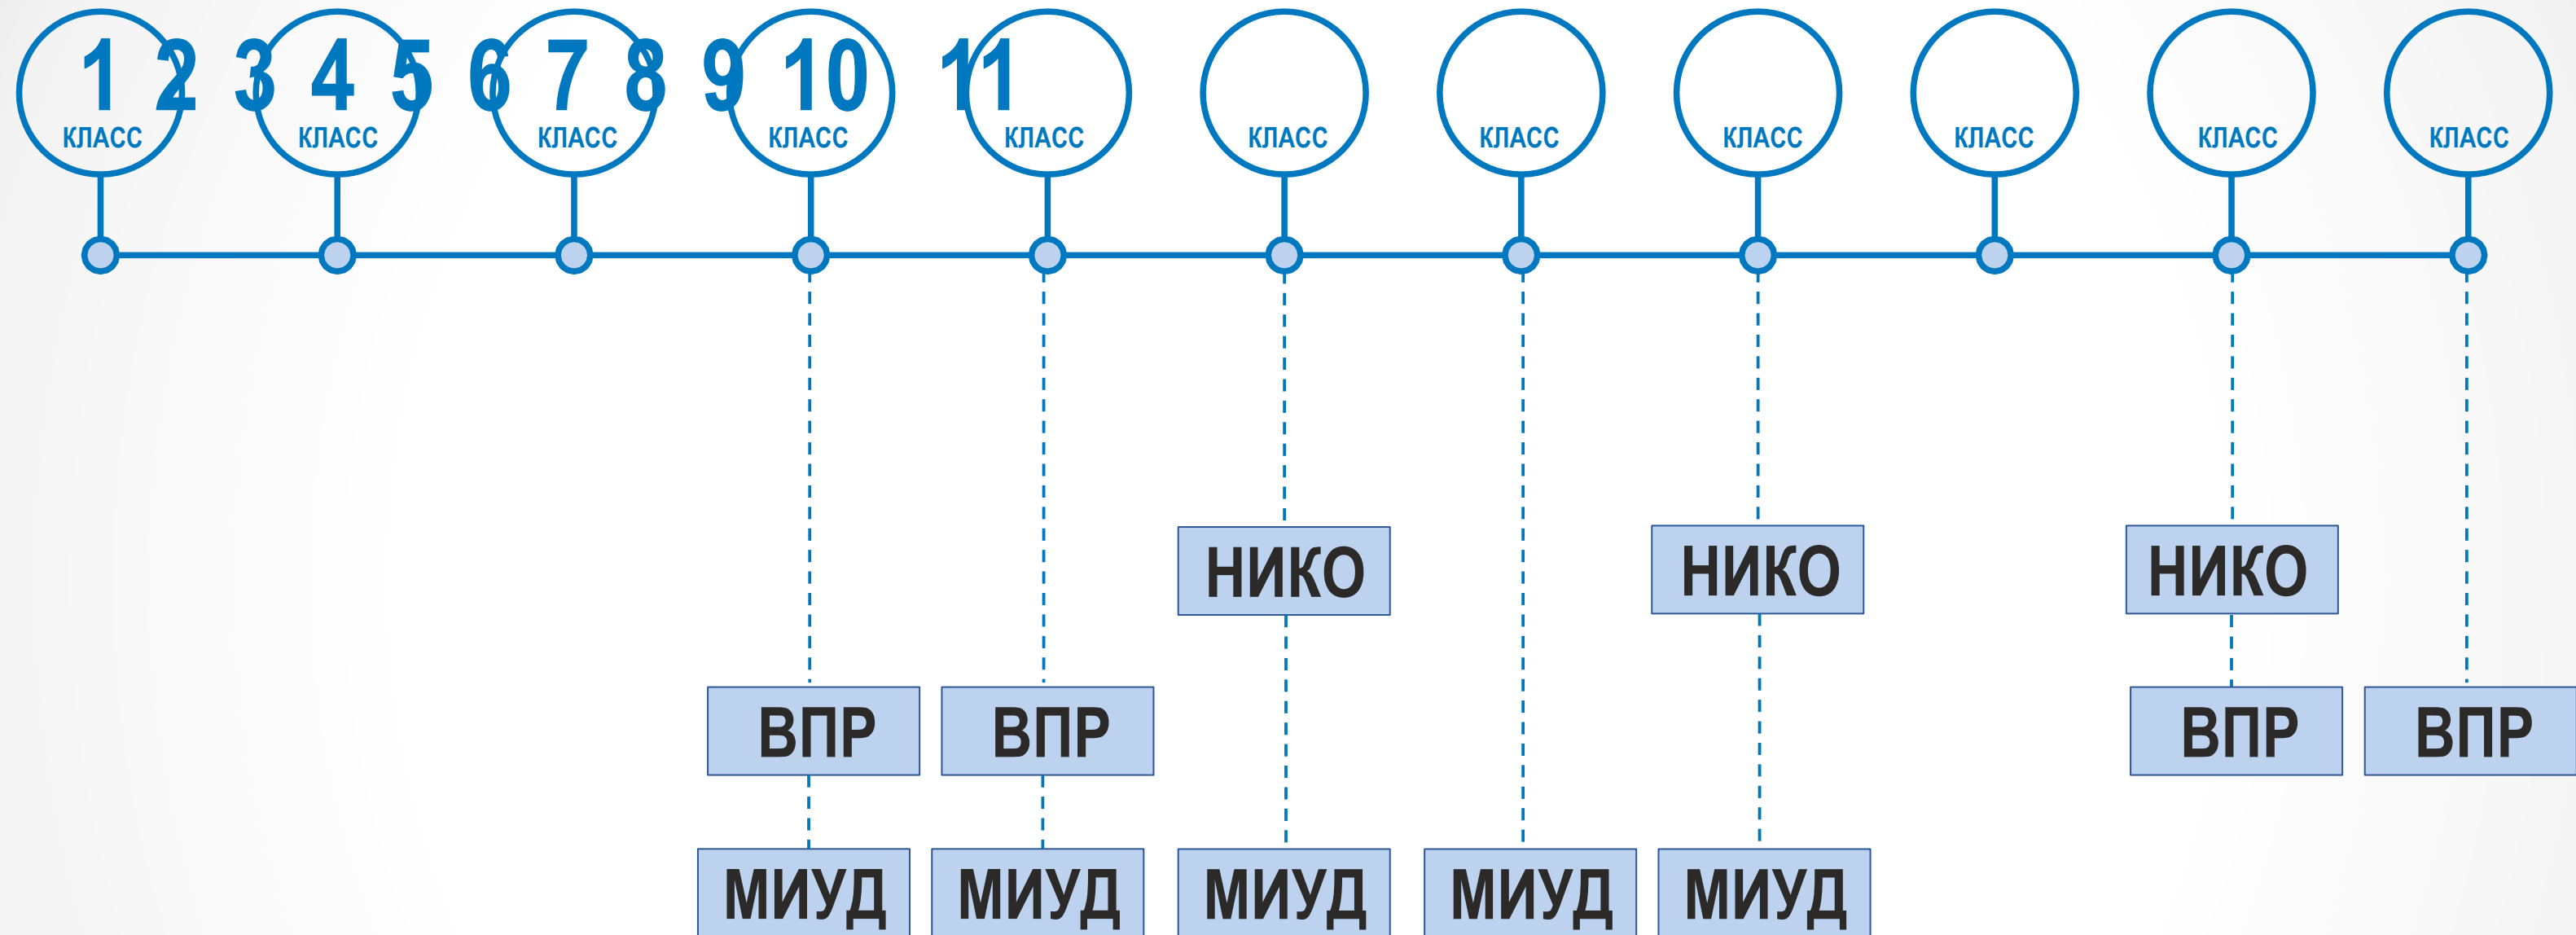 1 2 3 4 5 6 7 8 9 10 11
КЛАСС КЛАСС КЛАСС КЛАСС КЛАСС КЛАСС КЛАСС КЛАСС КЛАСС КЛАСС КЛАСС
НИКО НИКО НИКО
ВПР ВПР ВПР ВПР
МИУД МИУД МИУД МИУД МИУД